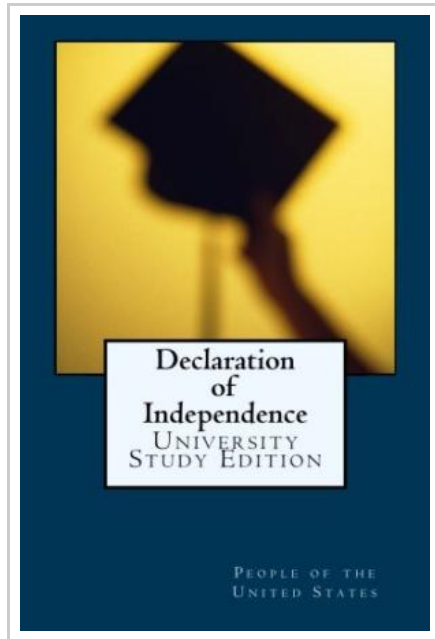 Declaration
of
Independence
University
Study Edition
People of the
United States